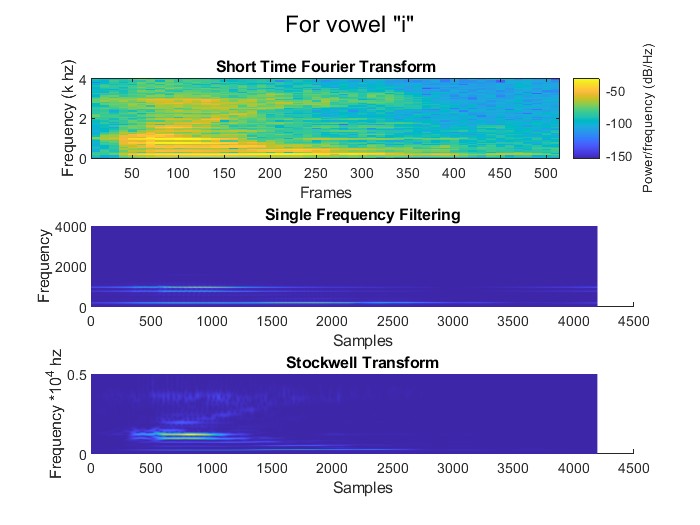 For vowel "i"
Short Time Fourier Transform
Frequency (k hz)
4
2
0
50 100 150 200 250 300 350 400 450 500
Frames
-50
-100
-150
Power/frequency (dB/Hz)
Single Frequency Filtering
Frequency
4000
2000
0
0 500 1000 1500 2000 2500 3000 3500 4000 4500
Samples
Stockwell Transform
Frequency *10^4 hz
0.5
0
0 500 1000 1500 2000 2500 3000 3500 4000 4500
Samples